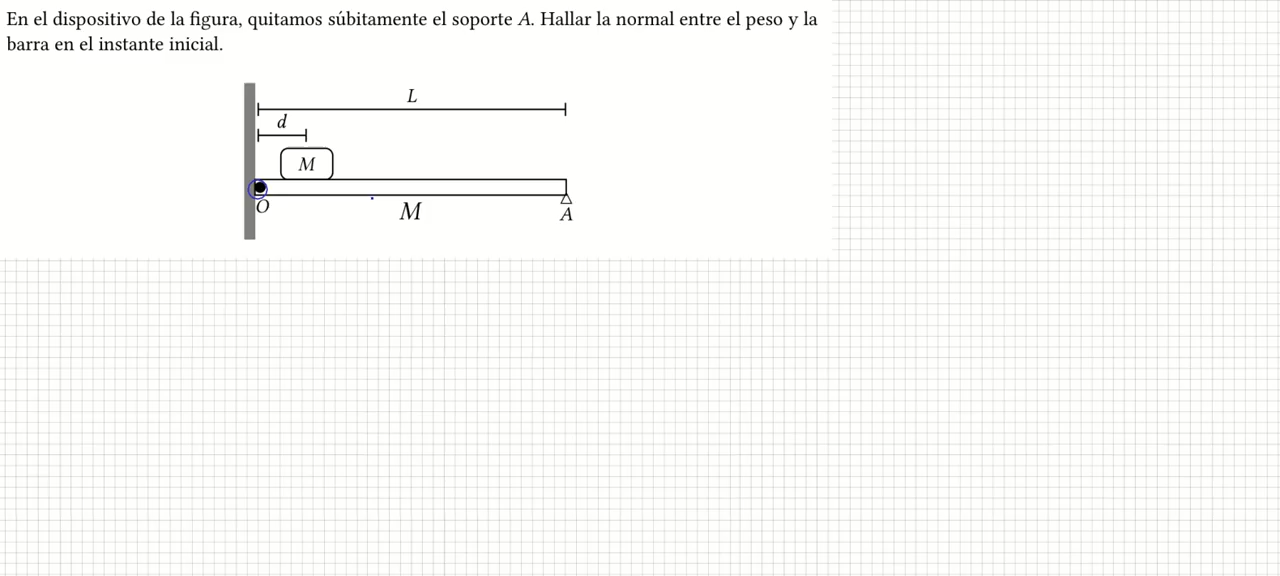 En el dispositivo de la figura, quitamos súbitamente el soporte A. Hallar la normal entre el peso y la
barra en el instante inicial.
L
d
M
O
M
A